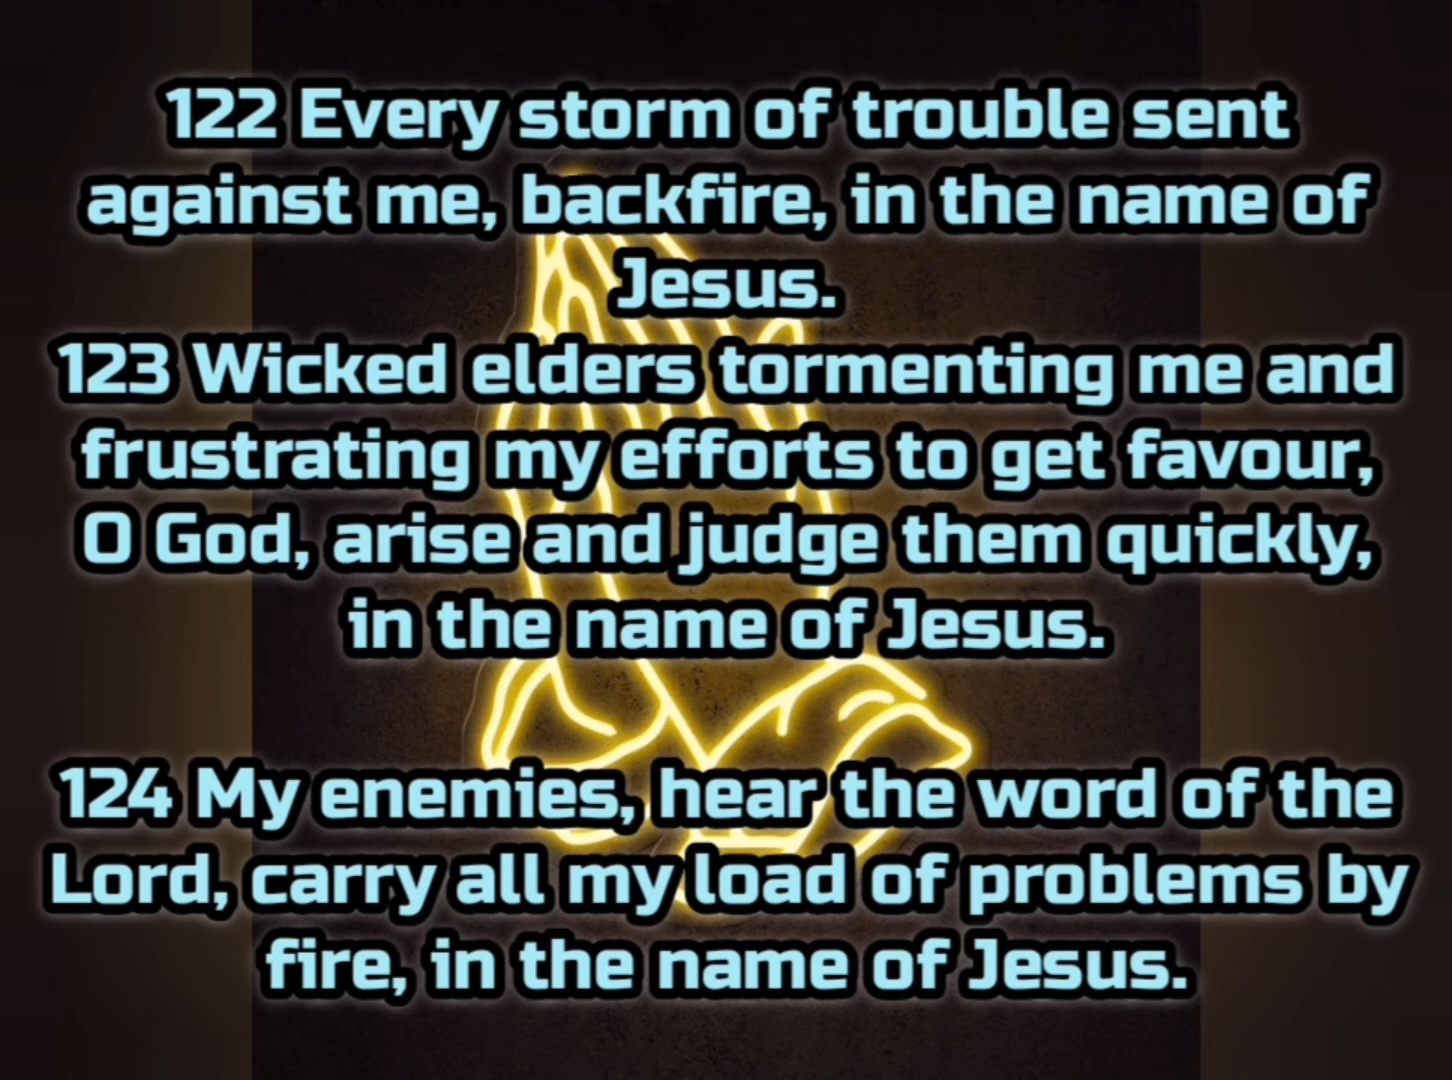 122 Every storm of trouble sent
against me, backfire, in the name of
Jesus.
123 Wicked elders tormenting me and
frustrating my efforts to get favour,
O God, arise and judge them quickly,
in the name of Jesus.
124 My enemies, hear the word of the
Lord, carry all my load of problems by
fire, in the name of Jesus.